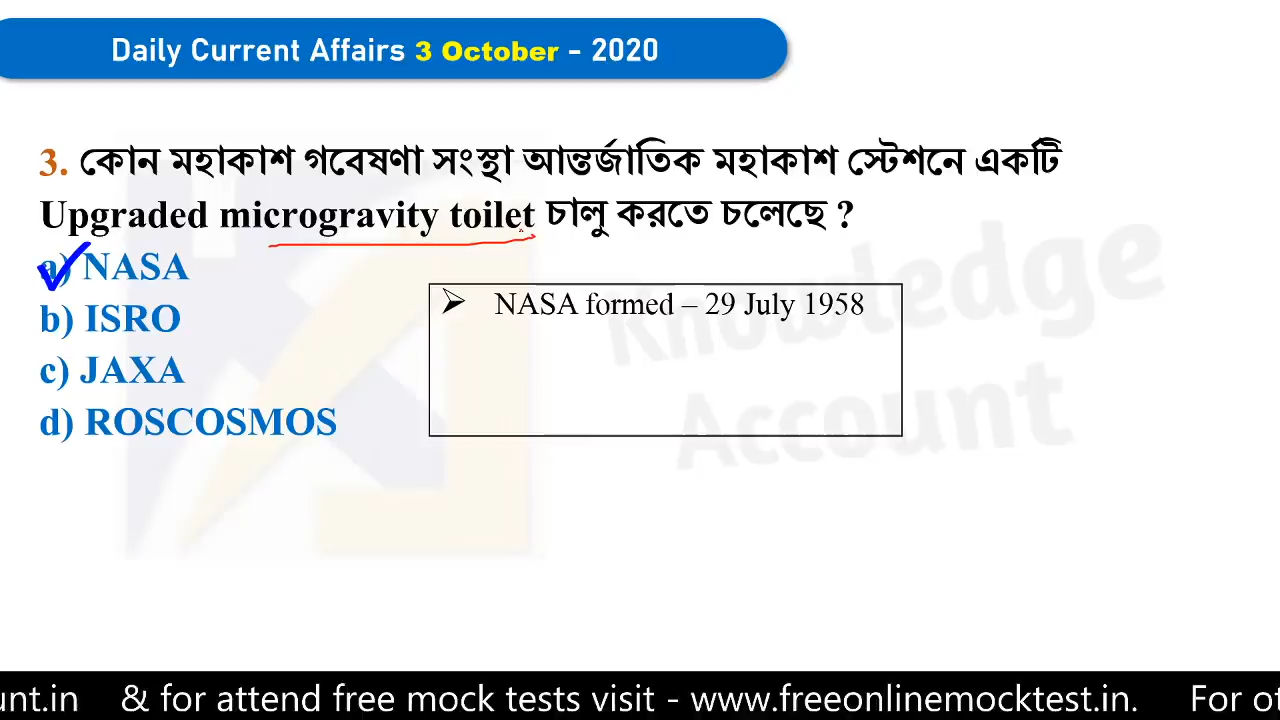 Daily Current Affairs 3 October - 2020
3. কোন মহাকাশ গবেষণা সংস্থা আন্তর্জাতিক মহাকাশ স্টেশনে একটি
Upgraded microgravity toilet চালু করতে চলেছে ?
a) NASA
b) ISRO
c) JAXA
d) ROSCOSMOS
➢ NASA formed – 29 July 1958
Knowledge
Account
unt.in & for attend free mock tests visit - www.freeonlinemocktest.in. For ot